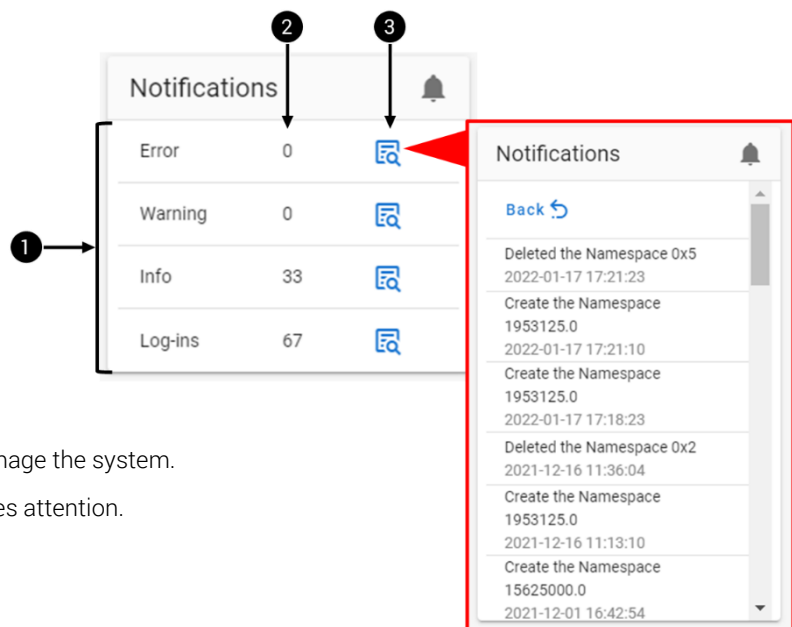 2
3
Notifications
Error 0
Warning 0
1
Info 33
Log-ins 67
Notifications
Back
Deleted the Namespace 0x5
2022-01-17 17:21:23
Create the Namespace
1953125.0
2022-01-17 17:21:10
Create the Namespace
1953125.0
2022-01-17 17:18:23
Deleted the Namespace 0x2
2021-12-16 11:36:04
Create the Namespace
1953125.0
2021-12-16 11:13:10
Create the Namespace
15625000.0
2021-12-01 16:42:54
nage the system.
es attention.